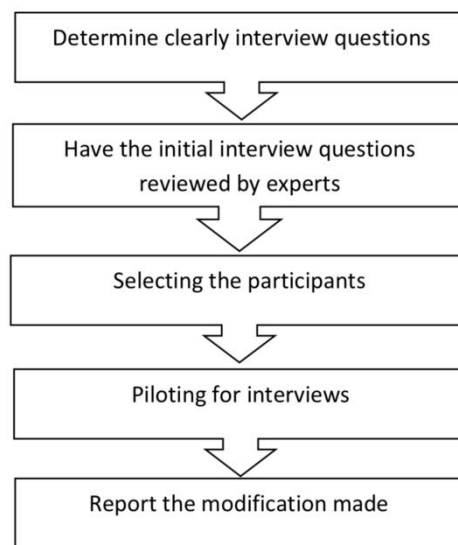 Determine clearly interview questions
Have the initial interview questions
reviewed by experts
Selecting the participants
Piloting for interviews
Report the modification made